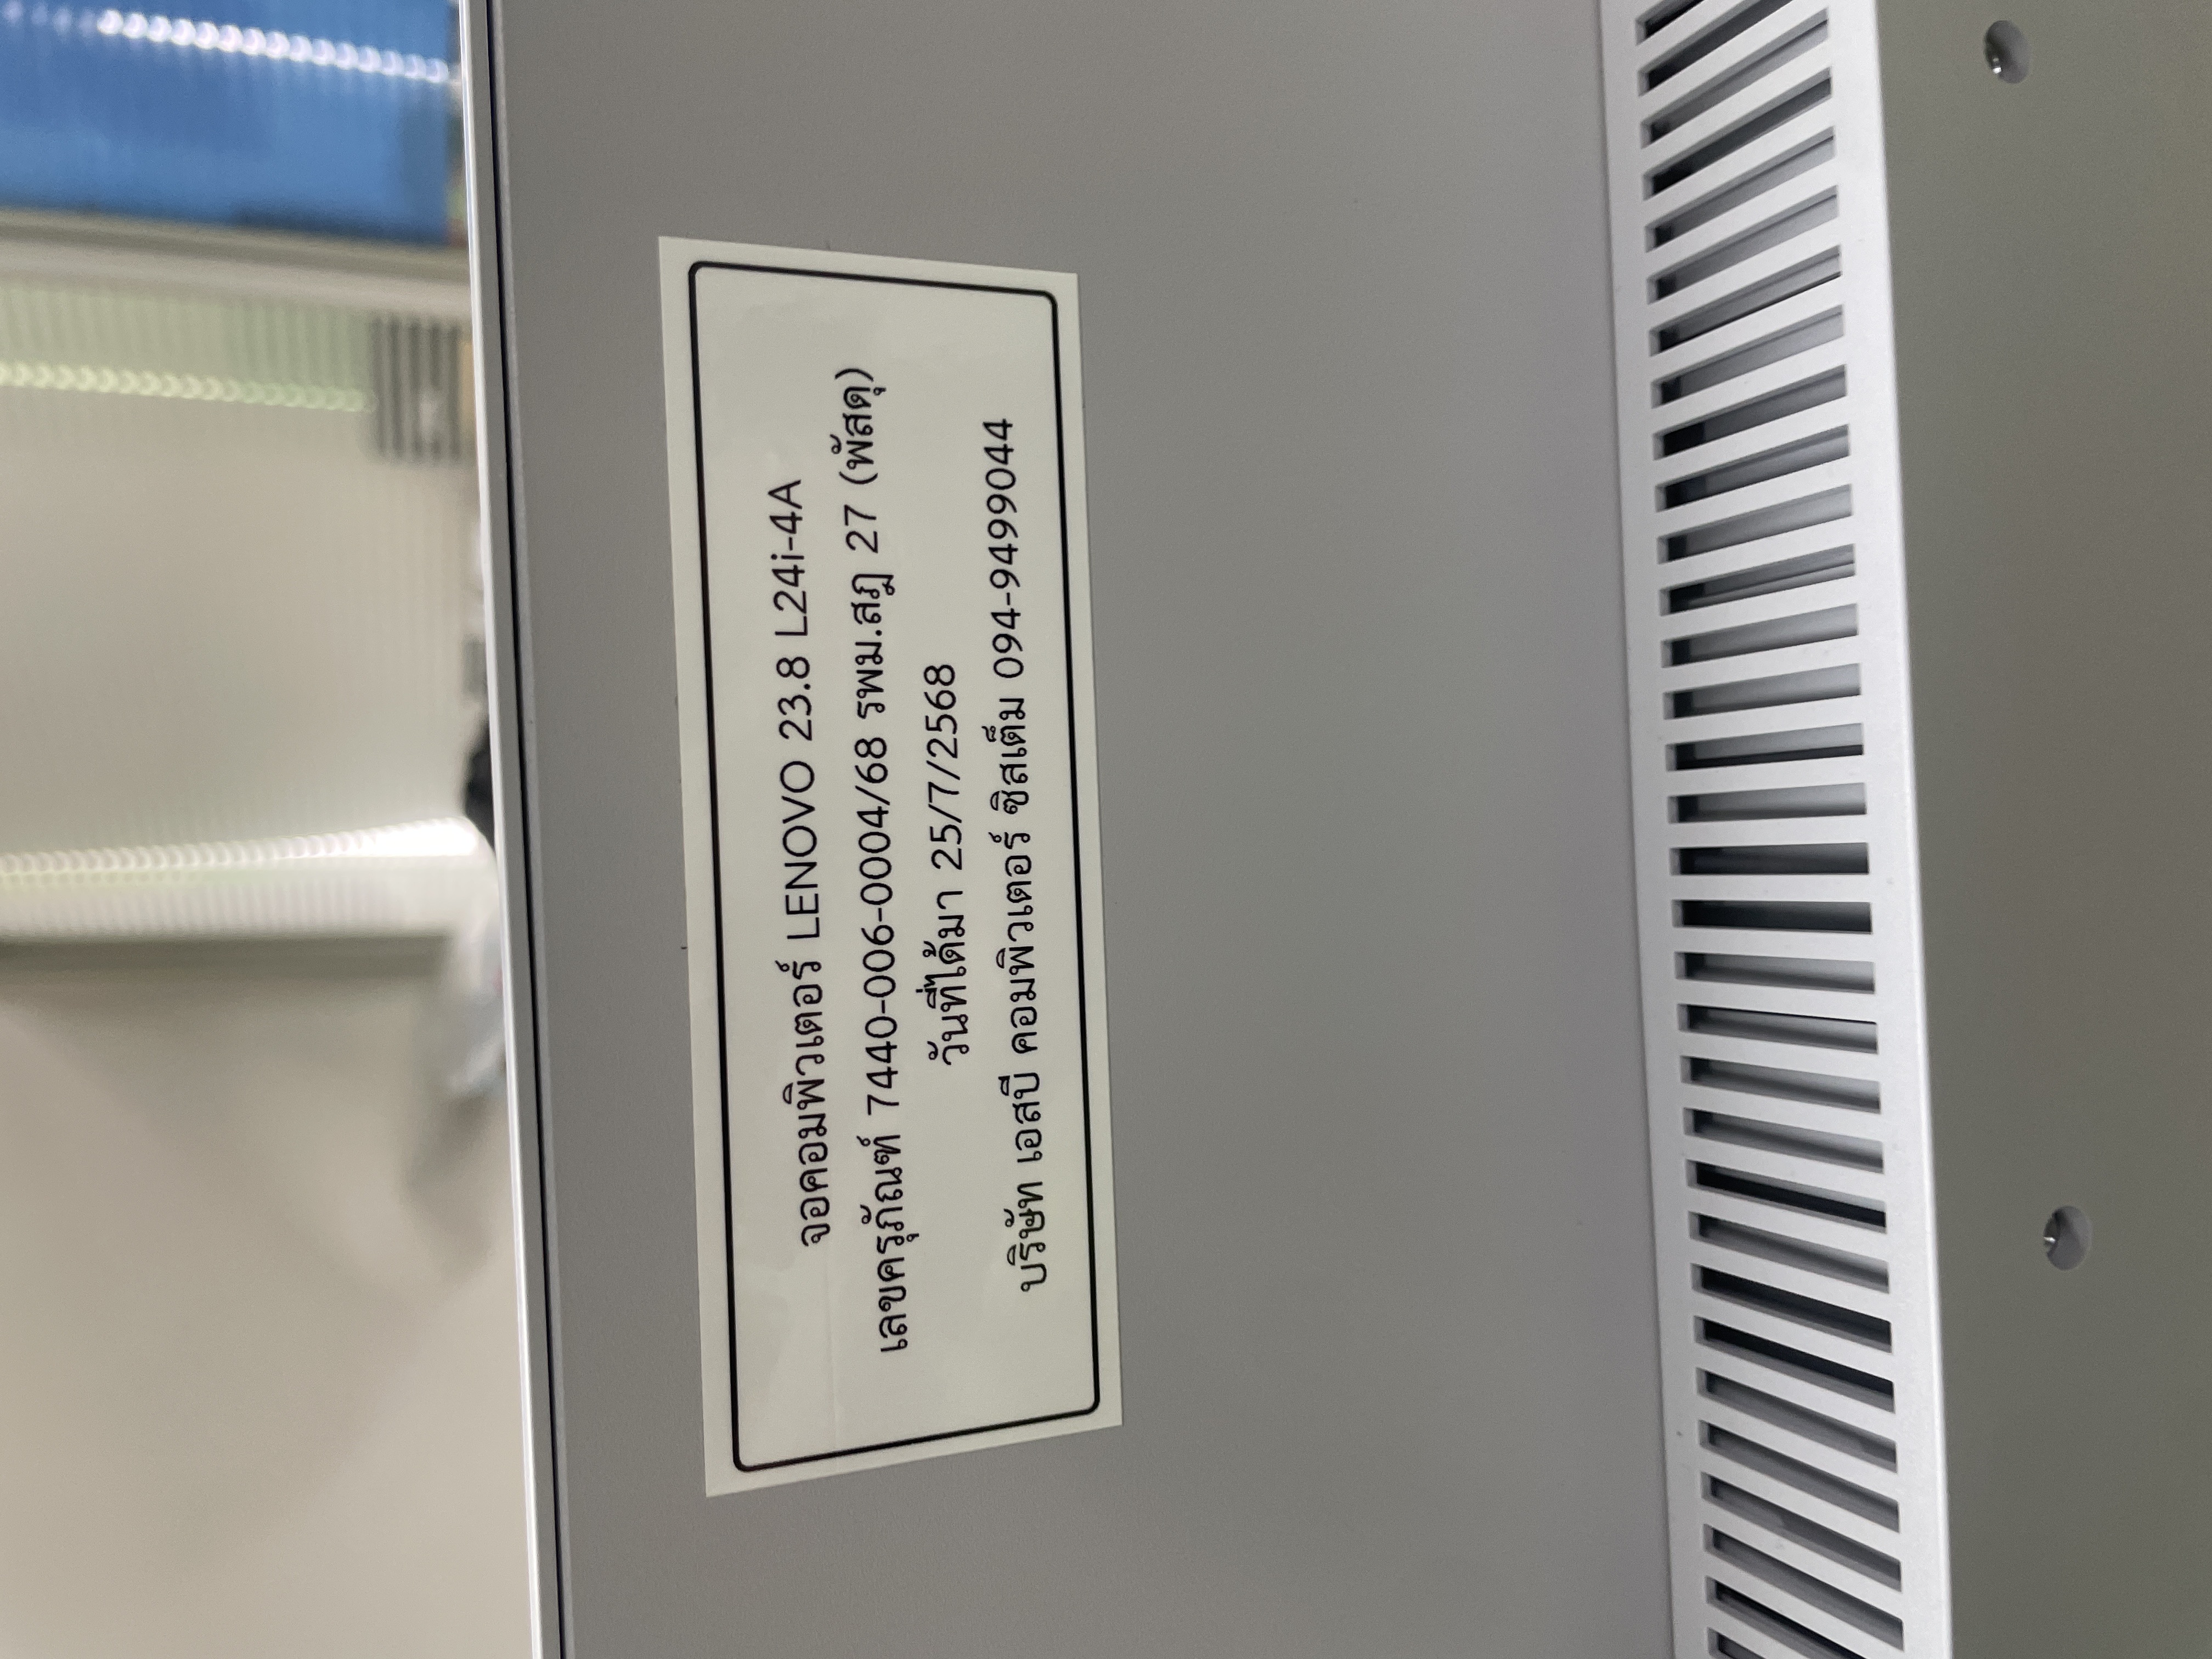 จอคอมพิวเตอร์ LENOVO 23.8 L24i-4A
เลขครุภัณฑ์ 7440-006-0004/68 รพม.สฎ 27 (พัสดุ)
วันที่ได้มา 25/7/2568
บริษัท เอสบี คอมพิวเตอร์ ซิสเต็ม 094-9499044